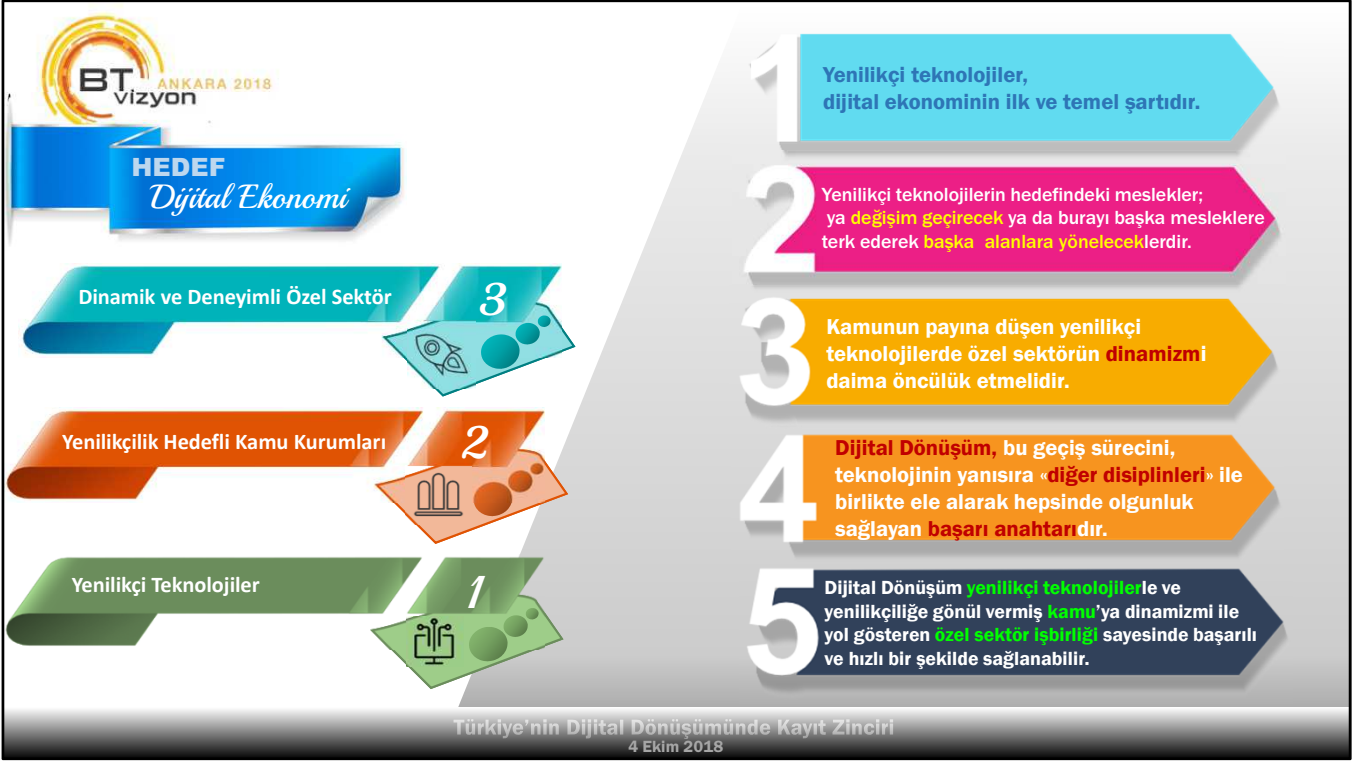 BT
vizyon
ANKARA 2018
HEDEF
Dijital Ekonomi
Dinamik ve Deneyimli Özel Sektör
3
Yenilikçilik Hedefli Kamu Kurumları
2
Yenilikçi Teknolojiler
1
1
Yenilikçi teknolojiler,
dijital ekonominin ilk ve temel şartıdır.
2
Yenilikçi teknolojilerin hedefindeki meslekler;
ya değişim geçirecek ya da burayı başka mesleklere
terk ederek başka alanlara yöneleceklerdir.
3
Kamunun payına düşen yenilikçi
teknolojilerde özel sektörün dinamizmi
daima öncülük etmelidir.
4
Dijital Dönüşüm, bu geçiş sürecini,
teknolojinin yanısıra «diğer disiplinleri» ile
birlikte ele alarak hepsinde olgunluk
sağlayan başarı anahtarıdır.
5
Dijital Dönüşüm yenilikçi teknolojilerle ve
yenilikçiliğe gönül vermiş kamu’ya dinamizmi ile
yol gösteren özel sektör işbirliği sayesinde başarılı
ve hızlı bir şekilde sağlanabilir.
Türkiye’nin Dijital Dönüşümünde Kayıt Zinciri
4 Ekim 2018